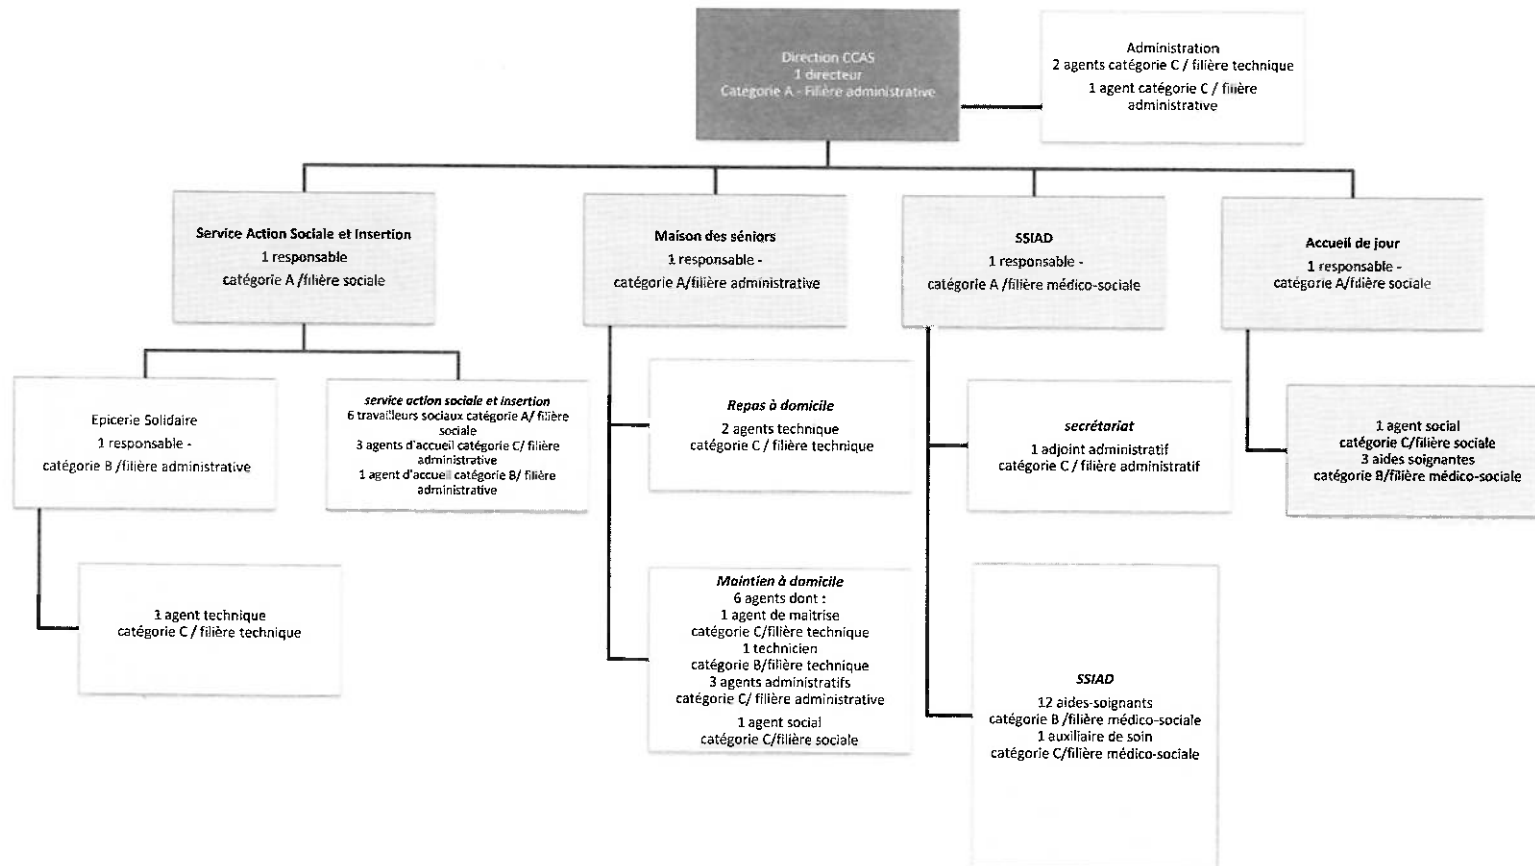 Direction CCAS
1 directeur
Catégorie A - Filière administrative
Administration
2 agents catégorie C / filière technique
1 agent catégorie C / filière
administrative
Service Action Sociale et Insertion
1 responsable
catégorie A /filière sociale
Maison des séniors
1 responsable -
catégorie A/filière administrative
SSIAD
1 responsable -
catégorie A /filière médico-sociale
Accueil de jour
1 responsable -
catégorie A/filière sociale
Epicerie Solidaire
1 responsable -
catégorie B /filière administrative
service action sociale et insertion
6 travailleurs sociaux catégorie A/ filière
sociale
3 agents d'accueil catégorie C/ filière
administrative
1 agent d'accueil catégorie B/ filière
administrative
Repas à domicile
2 agents technique
catégorie C / filière technique
secrétariat
1 adjoint administratif
catégorie C / filière administratif
1 agent social
catégorie C/filière sociale
3 aides soignantes
catégorie B/filière médico-sociale
1 agent technique
catégorie C / filière technique
Maintien à domicile
6 agents dont :
1 agent de maitrise
catégorie C/filière technique
1 technicien
catégorie B/filière technique
3 agents administratifs
catégorie C/ filière administrative
1 agent social
catégorie C/filière sociale
SSIAD
12 aides-soignants
catégorie B /filière médico-sociale
1 auxiliaire de soin
catégorie C/filière médico-sociale